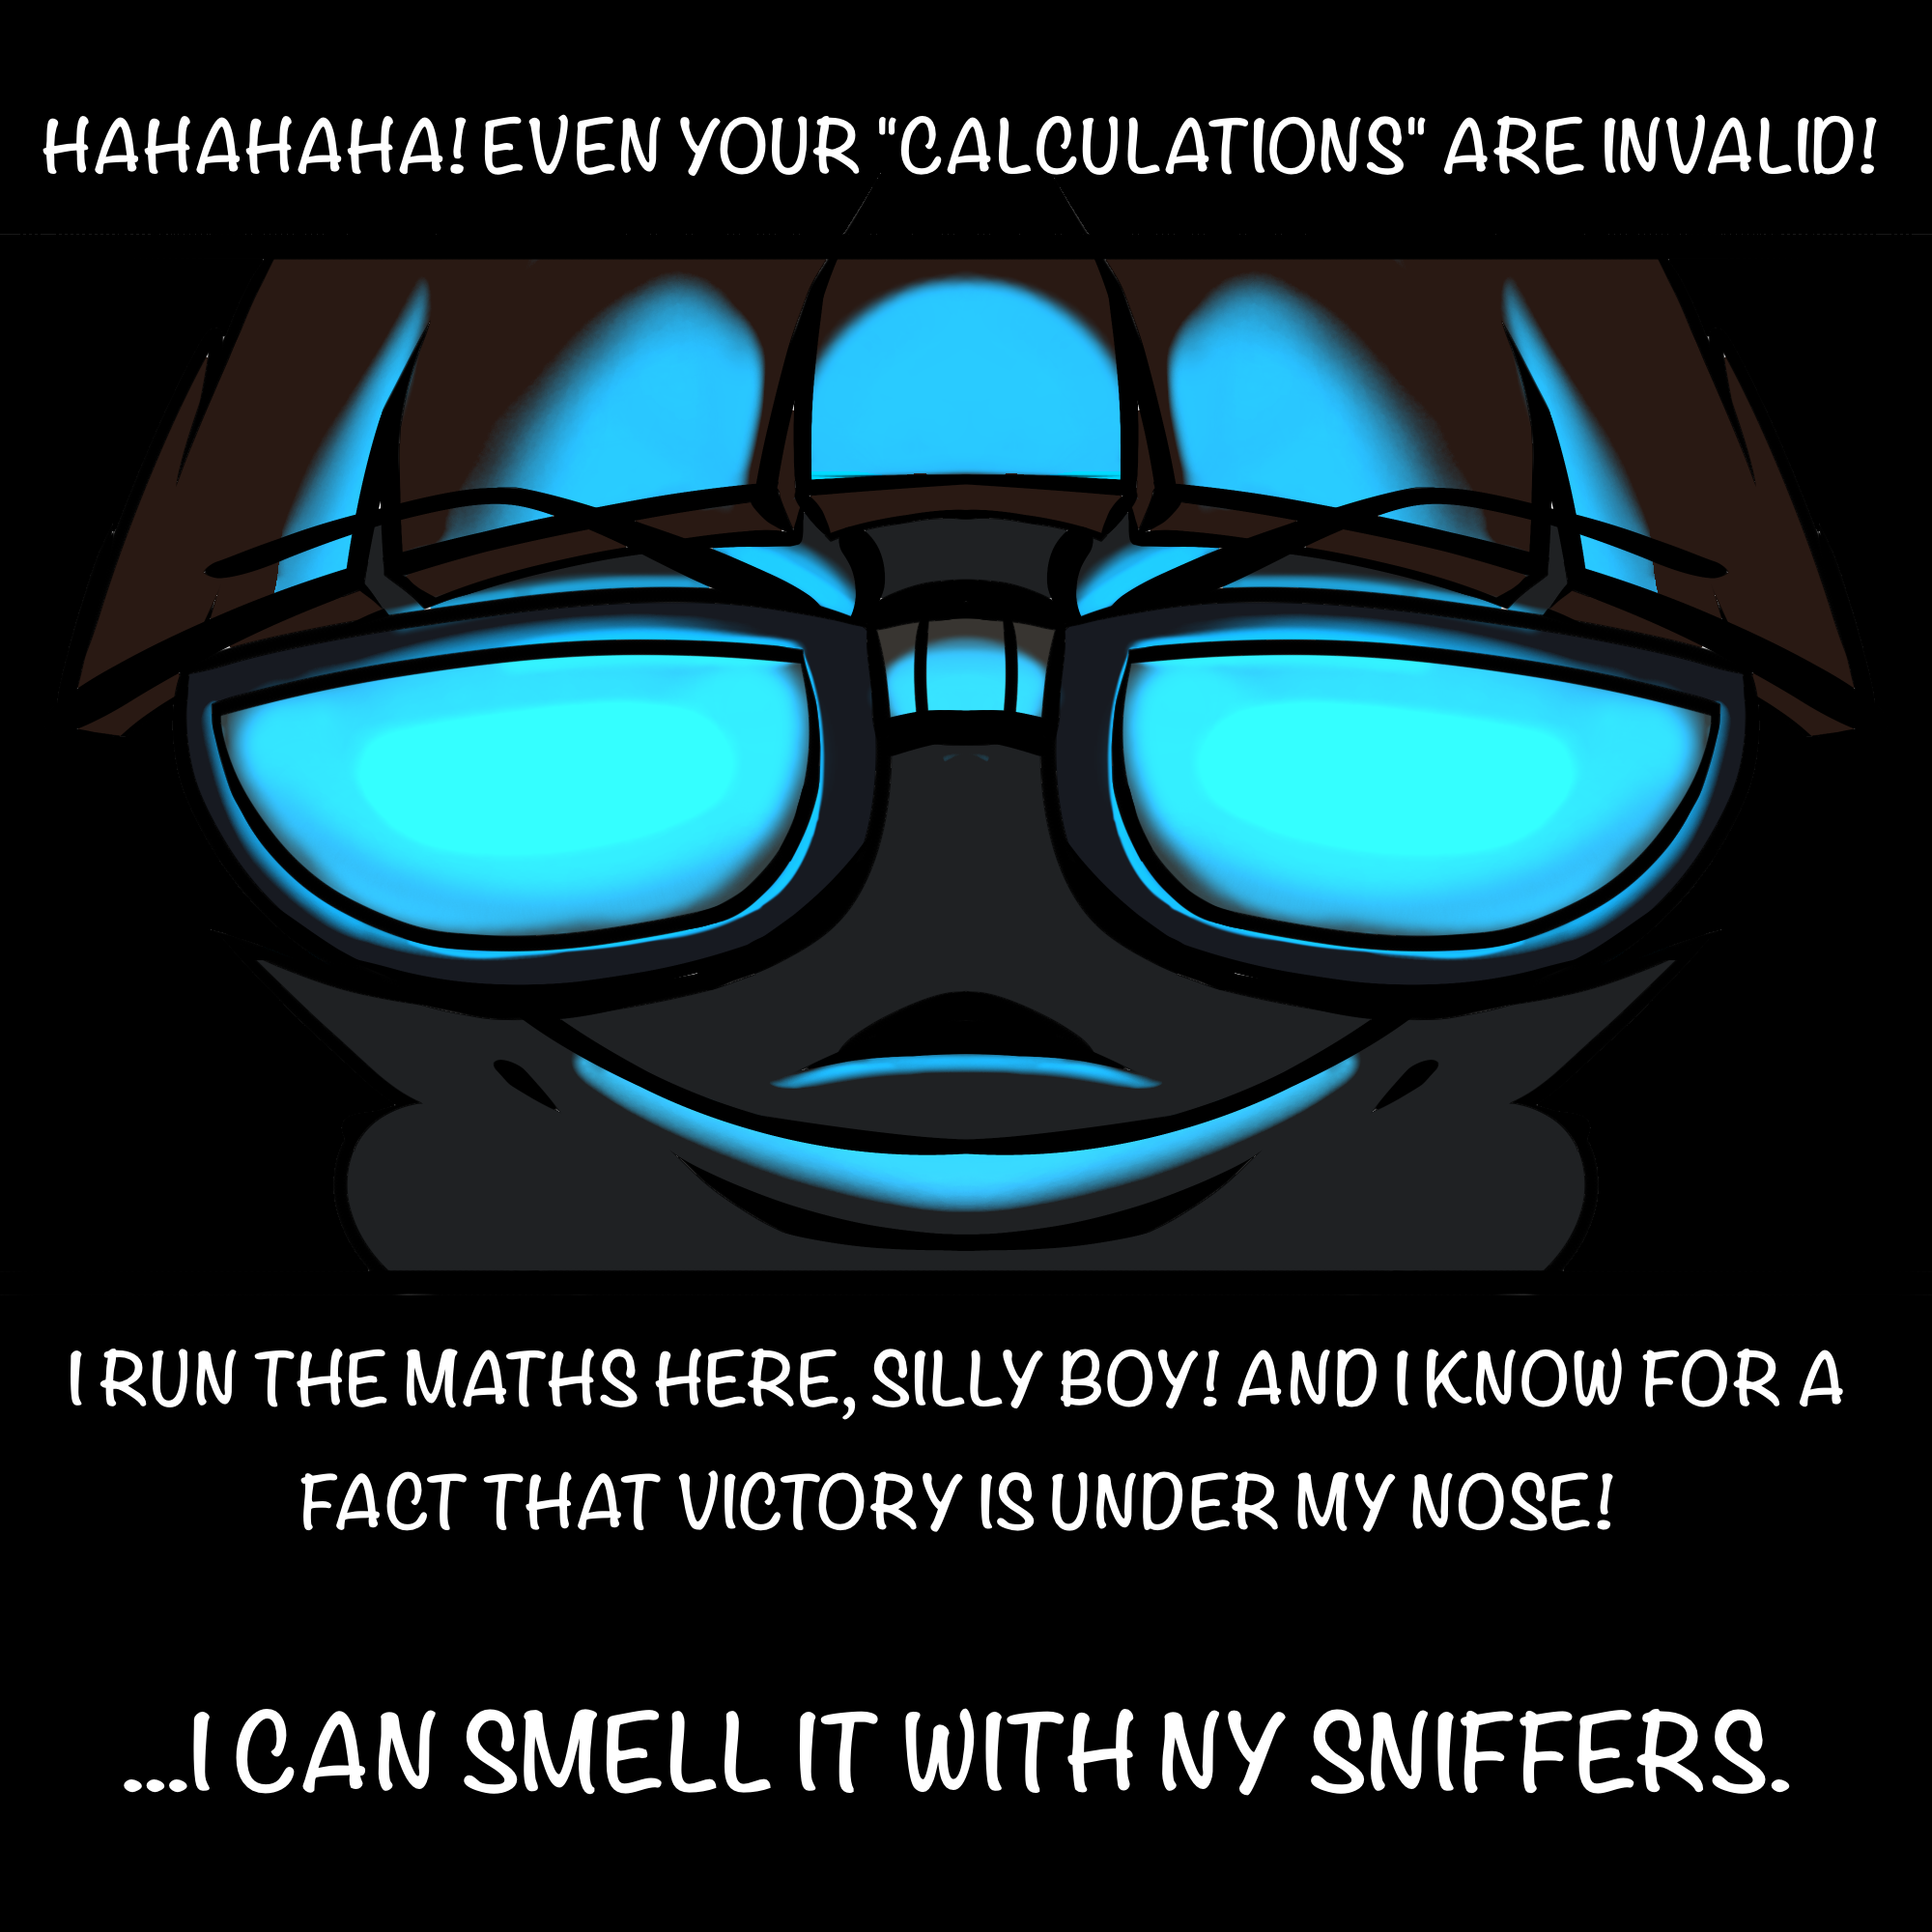 HAHAHAHA! EVEN YOUR "CALCULATIONS" ARE INVALID!
I RUN THE MATHS HERE, SILLY BOY! AND I KNOW FOR A
FACT THAT VICTORY IS UNDER MY NOSE!
...I CAN SMELL IT WITH NY SNIFFERS.